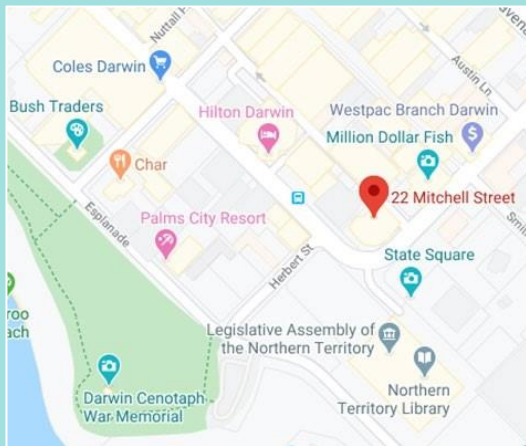 Nuttall
Austin Ln
Coles Darwin
Bush Traders
Hilton Darwin
Westpac Branch Darwin
Million Dollar Fish
Char
22 Mitchell Street
Esplanade
Palms City Resort
Herbert St
State Square
Legislative Assembly of
the Northern Territory
Northern
Territory Library
Darwin Cenotaph
War Memorial